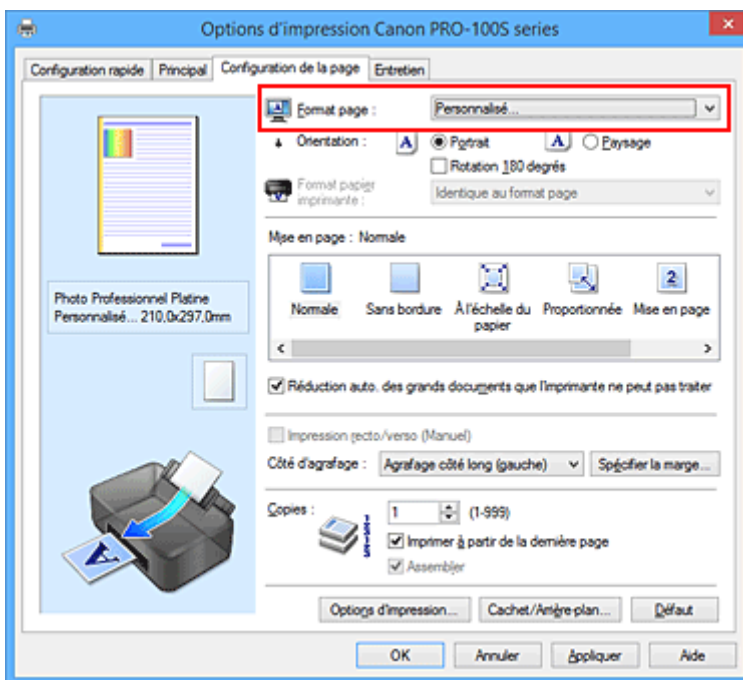 Options d'impression Canon PRO-100S series
Configuration rapide Principal Configuration de la page Entretien
Format page : Personnalisé...
Orientation : A Portrait A Paysage
Rotation 180 degrés
Format papier imprimante : Identique au format page
Mise en page : Normale
Normale Sans bordure À l'échelle du papier Proportionnée Mise en page
Photo Professionnel Platine
Personnalisé... 210,0x297,0mm
Réduction auto. des grands documents que l'imprimante ne peut pas traiter
Impression recto/verso (Manuel)
Côté d'agrafage : Agrafage côté long (gauche) Spécifier la marge...
Copies : 1 (1-999)
Imprimer à partir de la dernière page
Assembler
Options d'impression... Cachet/Arrière-plan... Défaut
OK Annuler Appliquer Aide